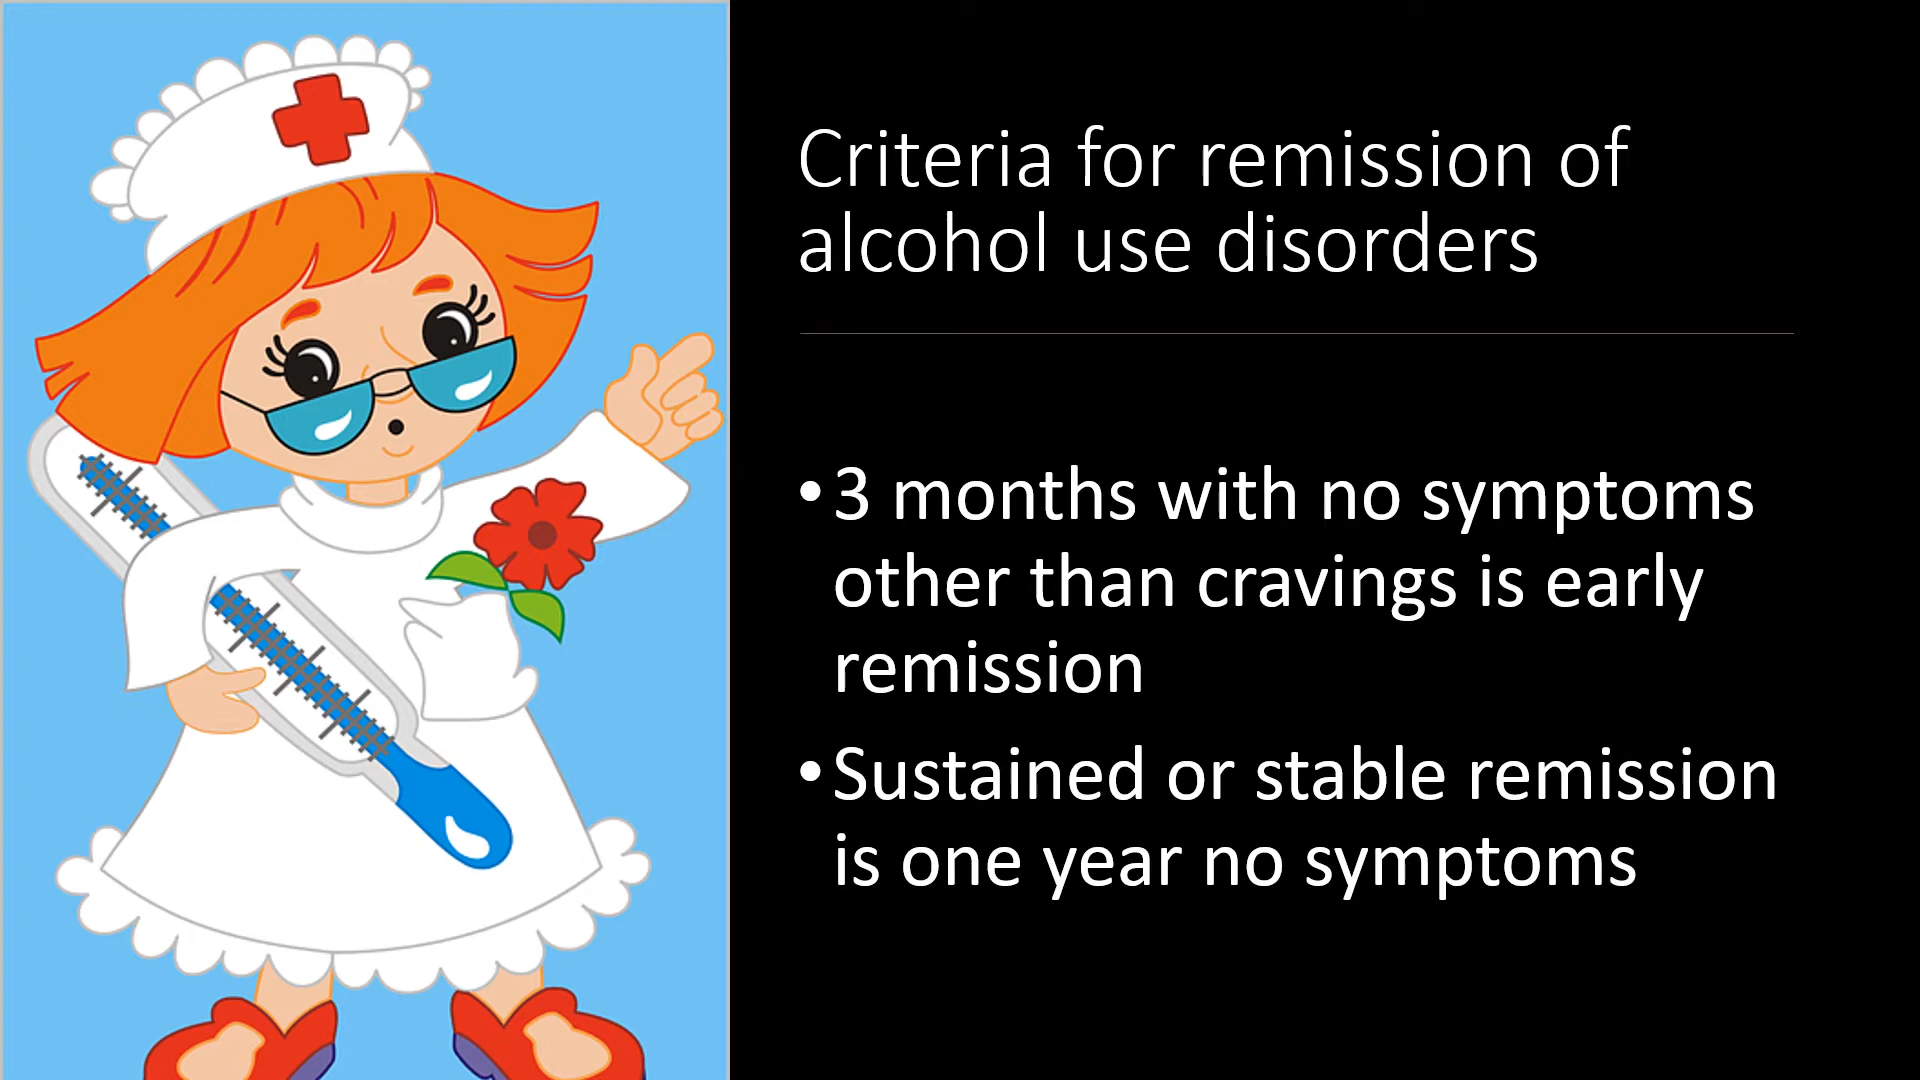 Criteria for remission of
alcohol use disorders
•3 months with no symptoms
other than cravings is early
remission
•Sustained or stable remission
is one year no symptoms